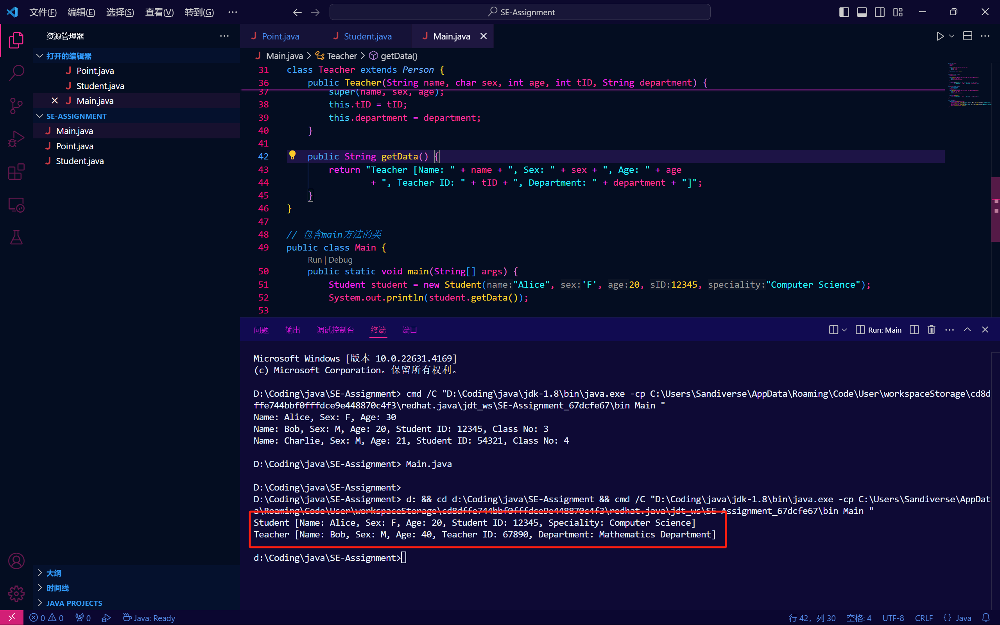 文件(F) 编辑(E) 选择(S) 查看(V) 转到(G) ··· SE-Assignment
资源管理器 ···
打开的编辑器
Point.java
Student.java
Main.java
SE-ASSIGNMENT
Main.java
Point.java
Student.java
大纲
时间线
JAVA PROJECTS
Point.java Student.java Main.java
Main.java > Teacher > getData()
31 class Teacher extends Person {
36 public Teacher(String name, char sex, int age, int tID, String department) {
37 super(name, sex, age);
38 this.tID = tID;
39 this.department = department;
40 }
41
42 public String getData() {
43 return "Teacher [Name: " + name + ", Sex: " + sex + ", Age: " + age
44 + ", Teacher ID: " + tID + ", Department: " + department + "]";
45 }
46 }
47
48 // 包含main方法的类
49 public class Main {
Run | Debug
50 public static void main(String[] args) {
51 Student student = new Student(name:"Alice", sex:'F', age:20, sID:12345, speciality:"Computer Science");
52 System.out.println(student.getData());
53
问题 输出 调试控制台 终端 端口 Run: Main
Microsoft Windows [版本 10.0.22631.4169]
(c) Microsoft Corporation。保留所有权利。
D:\Coding\java\SE-Assignment> cmd /C "D:\Coding\java\jdk-1.8\bin\java.exe -cp C:\Users\Sandiverse\AppData\Roaming\Code\User\workspaceStorage\cd8d
ffe744bbf0fffdce9e448870c4f3\redhat.java\jdt_ws\SE-Assignment_67dcfe67\bin Main "
Name: Alice, Sex: F, Age: 30
Name: Bob, Sex: M, Age: 20, Student ID: 12345, Class No: 3
Name: Charlie, Sex: M, Age: 21, Student ID: 54321, Class No: 4
D:\Coding\java\SE-Assignment> Main.java
D:\Coding\java\SE-Assignment>
D:\Coding\java\SE-Assignment> d: && cd d:\Coding\java\SE-Assignment && cmd /C "D:\Coding\java\jdk-1.8\bin\java.exe -cp C:\Users\Sandiverse\AppDat
a\Roaming\Code\User\workspaceStorage\cd8dffe744bbf0fffdce9e448870c4f3\redhat.java\jdt_ws\SE-Assignment_67dcfe67\bin Main "
Student [Name: Alice, Sex: F, Age: 20, Student ID: 12345, Speciality: Computer Science]
Teacher [Name: Bob, Sex: M, Age: 40, Teacher ID: 67890, Department: Mathematics Department]
d:\Coding\java\SE-Assignment>
0 0 0 Java: Ready 行 42，列 30 空格: 4 UTF-8 CRLF {} Java